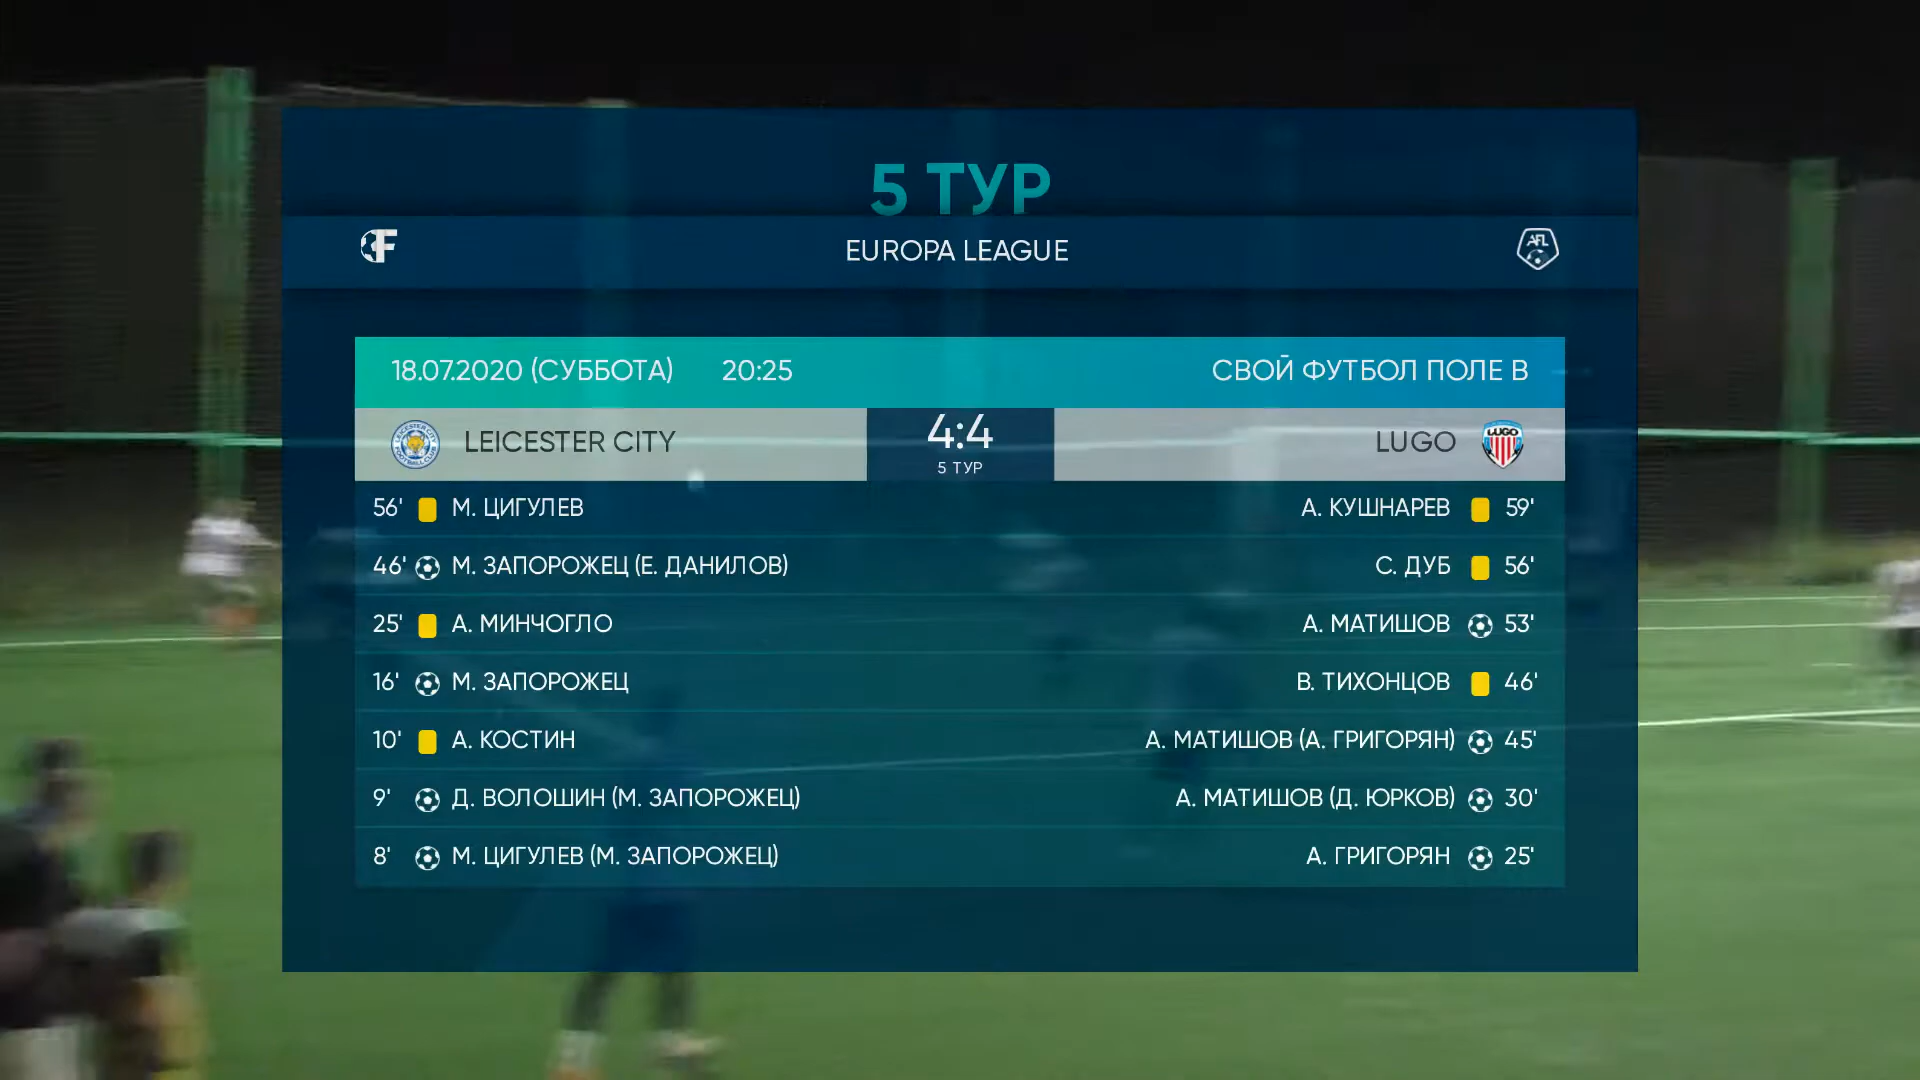 5 ТУР
EUROPA LEAGUE
AFL
18.07.2020 (СУББОТА) 20:25 СВОЙ ФУТБОЛ ПОЛЕ В
LEICESTER CITY 4:4 LUGO
5 ТУР
56' М. ЦИГУЛЕВ А. КУШНАРЕВ 59'
46' М. ЗАПОРОЖЕЦ (Е. ДАНИЛОВ) С. ДУБ 56'
25' А. МИНЧОГЛО А. МАТИШОВ 53'
16' М. ЗАПОРОЖЕЦ В. ТИХОНЦОВ 46'
10' А. КОСТИН А. МАТИШОВ (А. ГРИГОРЯН) 45'
9' Д. ВОЛОШИН (М. ЗАПОРОЖЕЦ) А. МАТИШОВ (Д. ЮРКОВ) 30'
8' М. ЦИГУЛЕВ (М. ЗАПОРОЖЕЦ) А. ГРИГОРЯН 25'